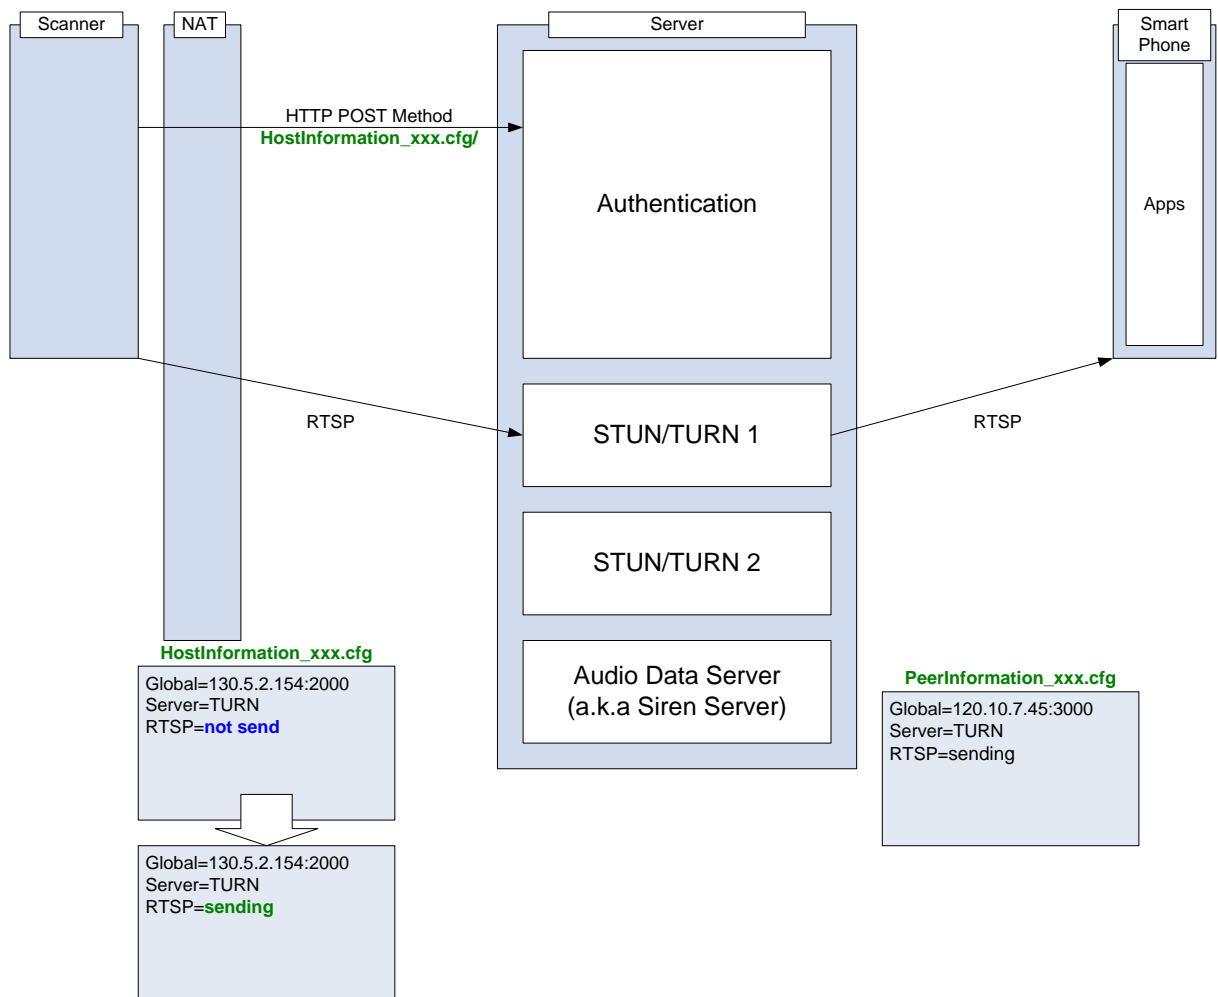 Scanner
NAT
Server
Smart
Phone
HTTP POST Method
HostInformation_xxx.cfg/
Authentication
Apps
RTSP
STUN/TURN 1
RTSP
STUN/TURN 2
HostInformation_xxx.cfg
Global=130.5.2.154:2000
Server=TURN
RTSP=not send
Audio Data Server
(a.k.a Siren Server)
PeerInformation_xxx.cfg
Global=120.10.7.45:3000
Server=TURN
RTSP=sending
Global=130.5.2.154:2000
Server=TURN
RTSP=sending